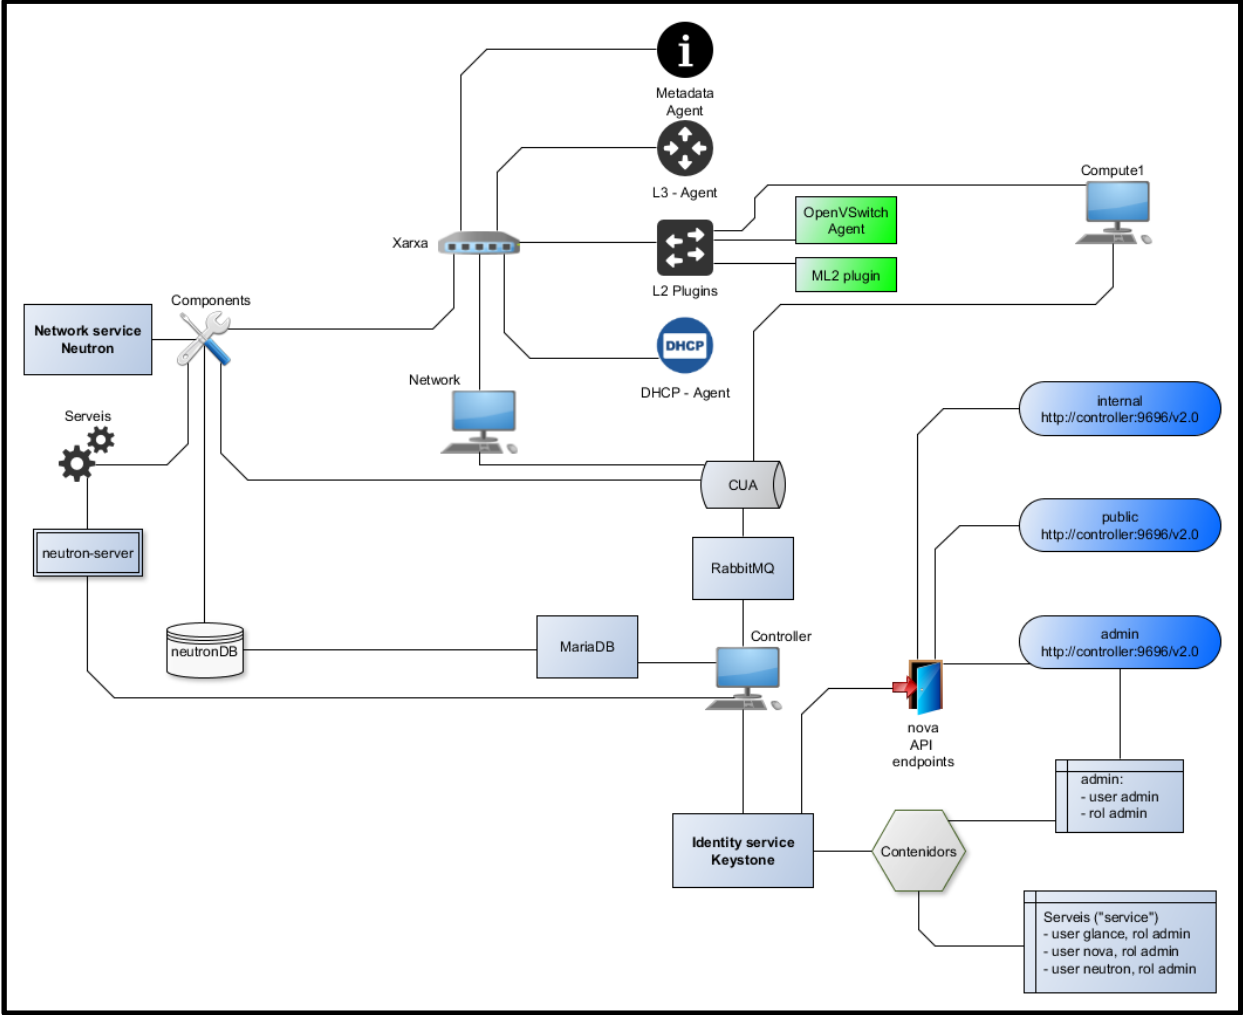 Metadata
Agent
L3 - Agent
Compute1
OpenVSwitch
Agent
Xarxa
ML2 plugin
L2 Plugins
Components
Network service
Neutron
DHCP
DHCP - Agent
Network
Serveis
internal
http://controller:9696/v2.0
CUA
public
http://controller:9696/v2.0
neutron-server
RabbitMQ
admin
http://controller:9696/v2.0
Controller
MariaDB
neutronDB
nova
API
endpoints
admin:
- user admin
- rol admin
Identity service
Keystone
Contenidors
Serveis ("service")
- user glance, rol admin
- user nova, rol admin
- user neutron, rol admin